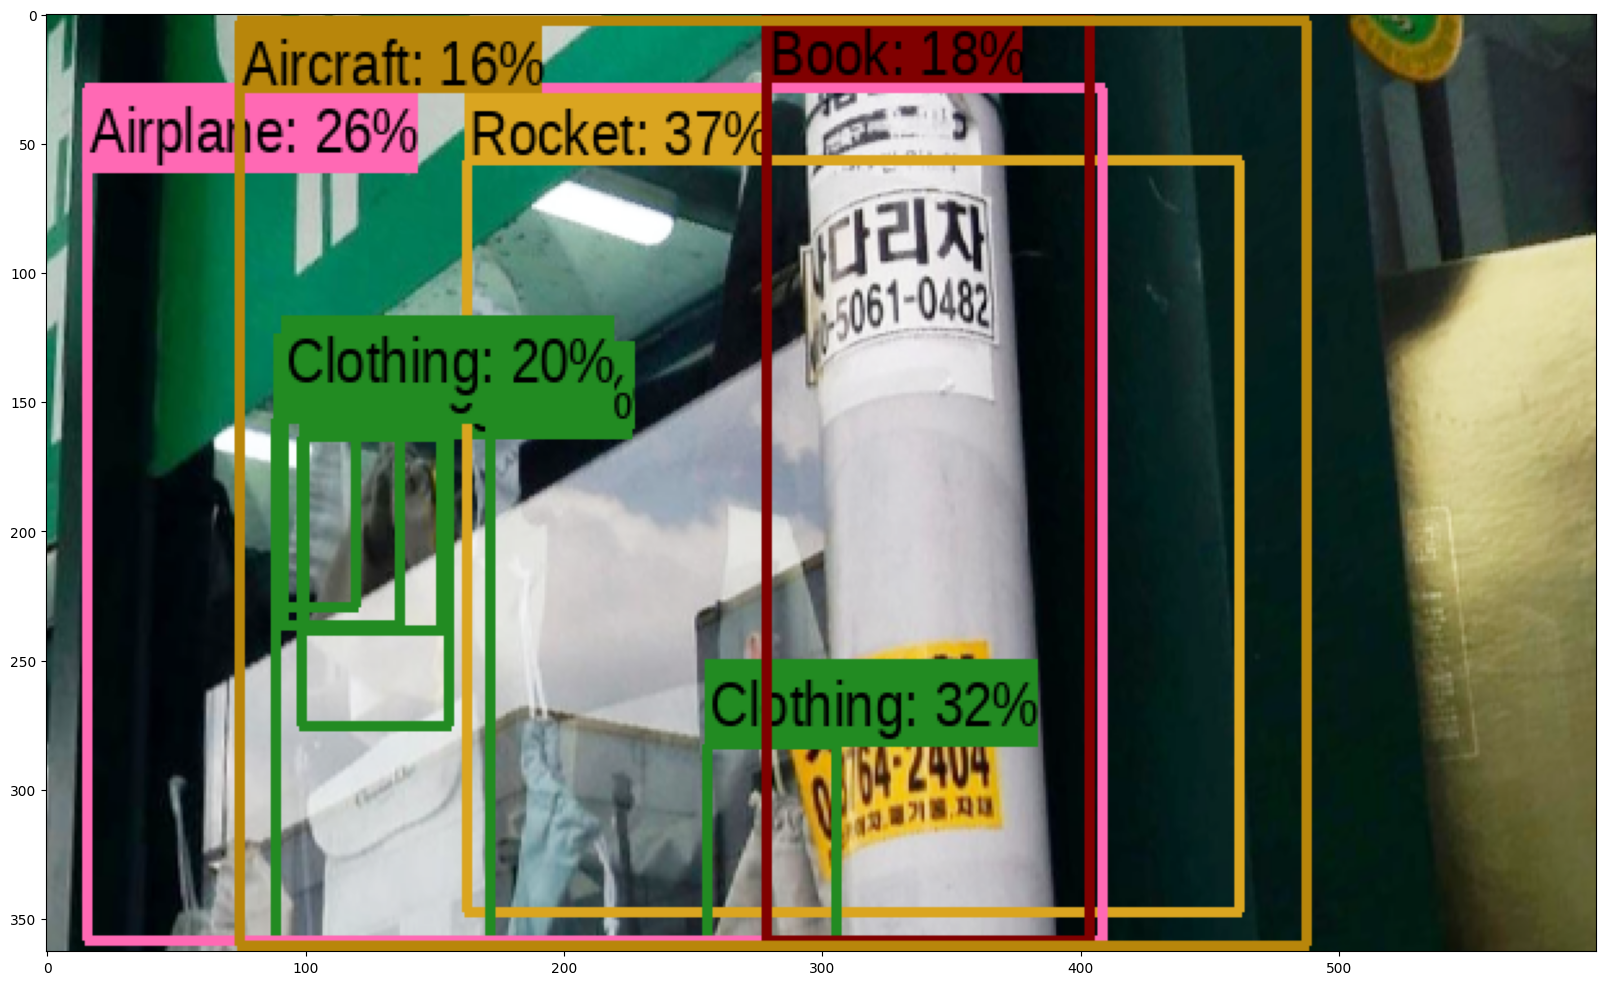 Aircraft: 16%
Book: 18%
Airplane: 26%
Rocket: 37%
다리차
-5061-0482
Clothing: 20%
%
Clothing: 32%
764-2404
0
50
100
150
200
250
300
350
0 100 200 300 400 500